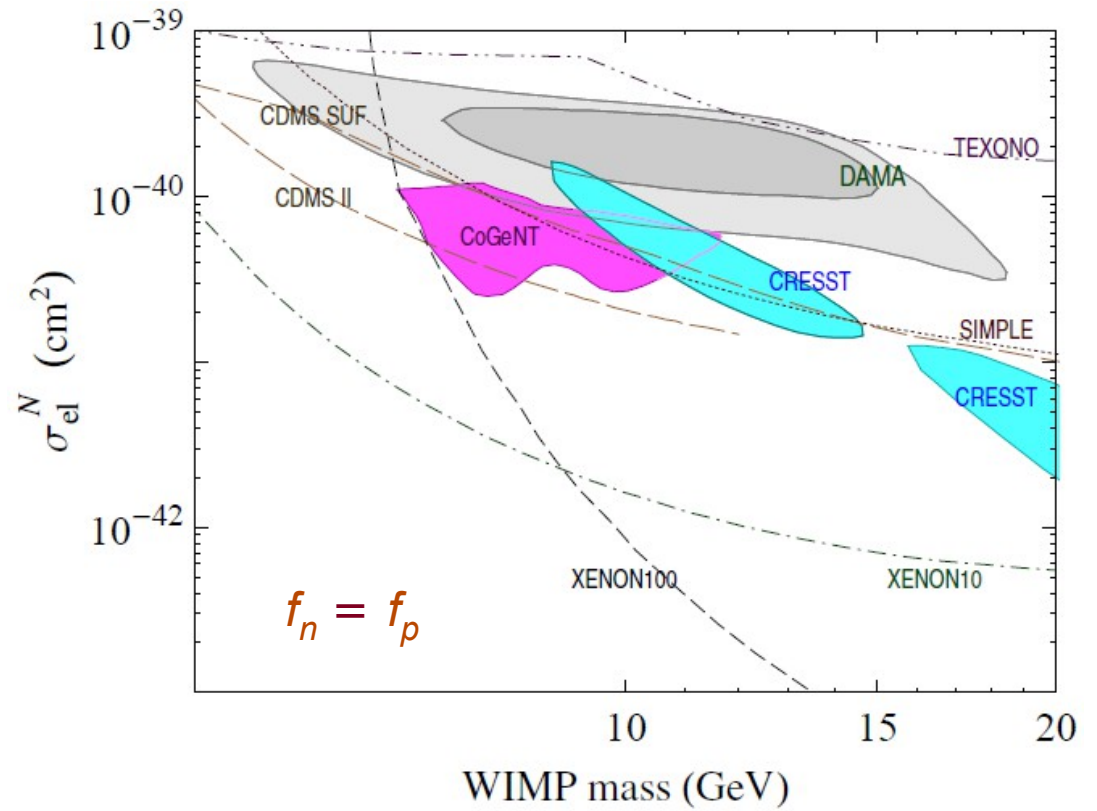 10⁻³⁹
CDMS SUF
TEXONO
DAMA
10⁻⁴⁰
CDMS II
CoGeNT
CRESST
SIMPLE
CRESST
σ_el^N (cm²)
10⁻⁴²
XENON100
XENON10
f_n = f_p
10
15
20
WIMP mass (GeV)